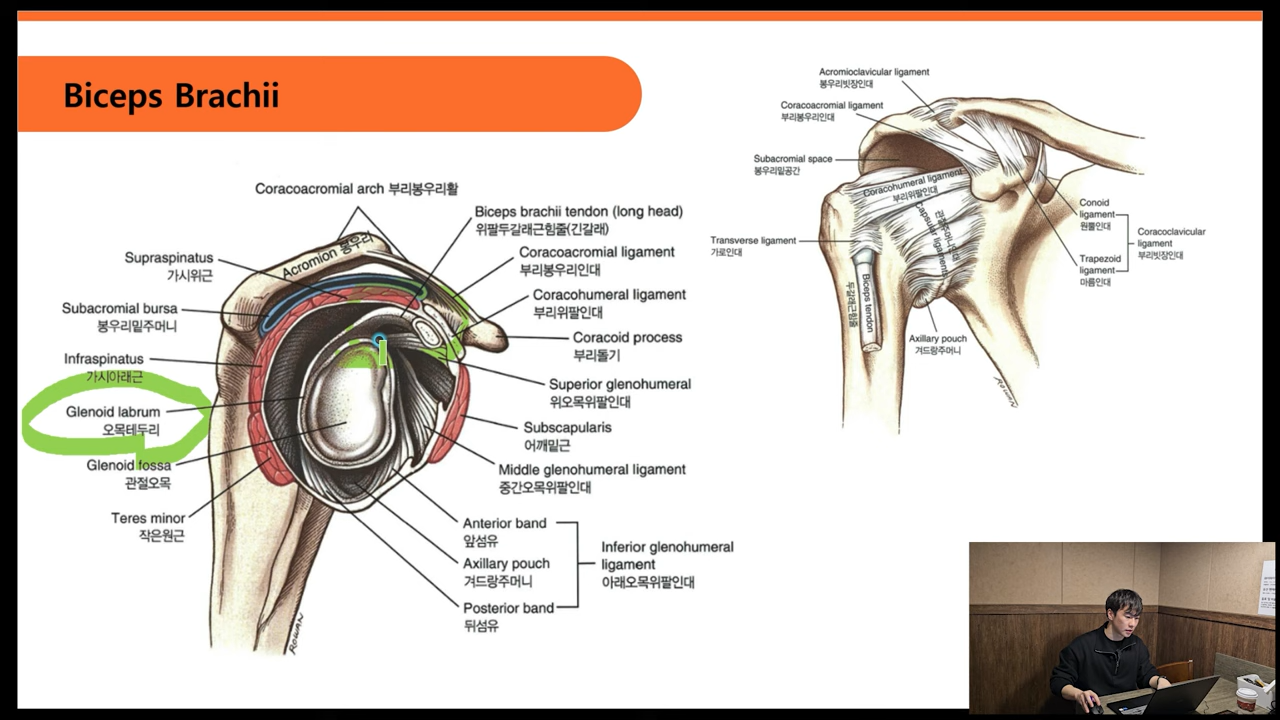 Biceps Brachii
Coracoacromial arch 부리봉우리활
Biceps brachii tendon (long head)
위팔두갈래근힘줄(긴갈래)
Acromion 봉우리
Supraspinatus
가시위근
Coracoacromial ligament
부리봉우리인대
Subacromial bursa
봉우리밑주머니
Coracohumeral ligament
부리위팔인대
Coracoid process
부리돌기
Infraspinatus
가시아래근
Superior glenohumeral
위오목위팔인대
Glenoid labrum
오목테두리
Subscapularis
어깨밑근
Glenoid fossa
관절오목
Middle glenohumeral ligament
중간오목위팔인대
Teres minor
작은원근
Anterior band
앞섬유
Axillary pouch
겨드랑주머니
Posterior band
뒤섬유
Inferior glenohumeral
ligament
아래오목위팔인대
ROWAN
Acromioclavicular ligament
봉우리빗장인대
Coracoacromial ligament
부리봉우리인대
Subacromial space
봉우리밑공간
Coracohumeral ligament
부리위팔인대
Capsular ligament
관절주머니인대
Transverse ligament
가로인대
Biceps tendon
두갈래근힘줄
Conoid
ligament
원뿔인대
Trapezoid
ligament
마름인대
Coracoclavicular
ligament
부리빗장인대
Axillary pouch
겨드랑주머니
ROWAN